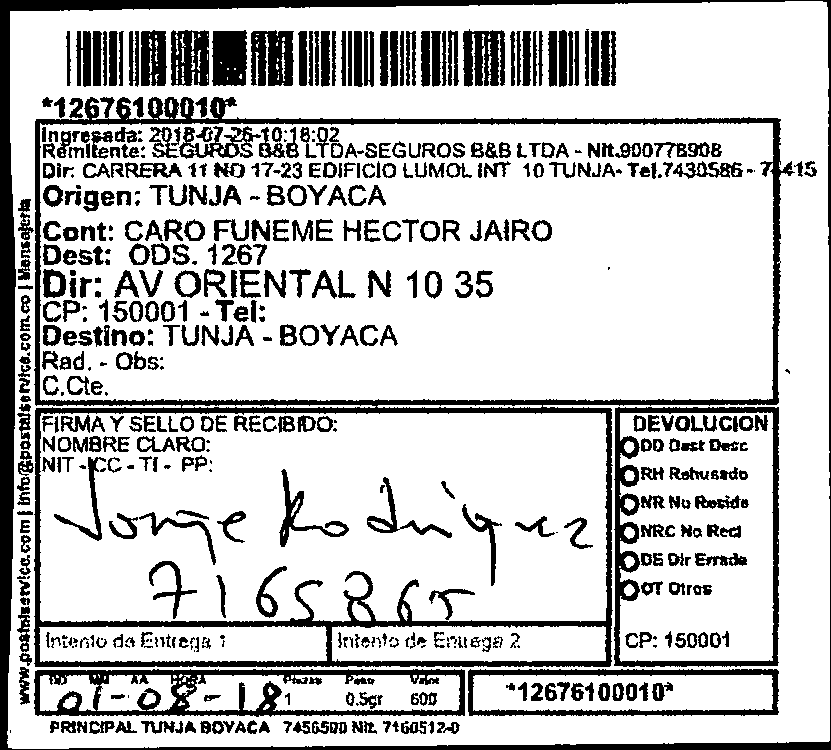 *12676100010*
Ingresada: 2018-07-26-10:18:02
Remitente: SEGUROS B&B LTDA-SEGUROS B&B LTDA - Nit.900778908
Dir: CARRERA 11 NO 17-23 EDIFICIO LUMOL INT 10 TUNJA- Tel.7430586 - 74415
Origen: TUNJA - BOYACA
Cont: CARO FUNEME HECTOR JAIRO
Dest: ODS. 1267
Dir: AV ORIENTAL N 10 35
CP: 150001 - Tel:
Destino: TUNJA - BOYACA
Rad. - Obs:
C.Cte.
www.postalservice.com | info@postalservice.com.co | Mensajeria
FIRMA Y SELLO DE RECIBIDO:
NOMBRE CLARO:
NIT - CC - TI - PP:
Jorge Rodriguez
7165865
Intento de Entrega 1
Intento de Entrega 2
DEVOLUCION
DD Dest Desc
RH Rehusado
NR No Reside
NRC No Recl
DE Dir Errada
OT Otros
CP: 150001
DD MM AA HORA Piezas Peso Valor
01-08-18 1 0.5gr 600
*12676100010*
PRINCIPAL TUNJA BOYACA 7456500 Nit. 7160512-0